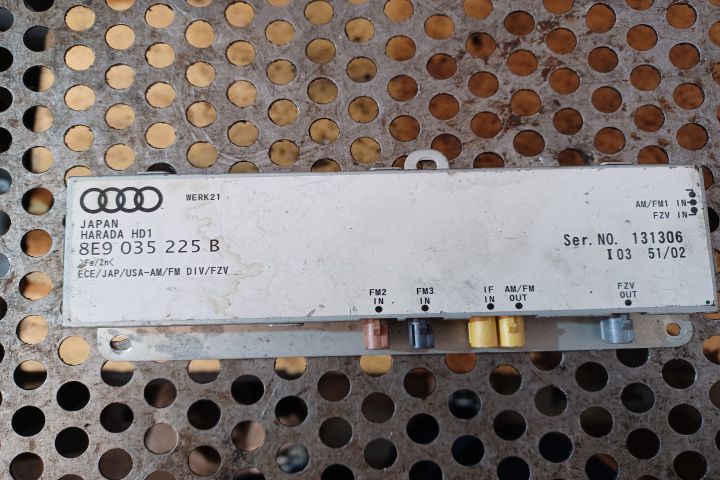 WERK21
JAPAN
HARADA HD1
8E9 035 225 B
>Fe/Zn<
ECE/JAP/USA-AM/FM DIV/FZV
AM/FM1 IN
FZV IN
Ser.NO. 131306
I03 51/02
FM2 IN
FM3 IN
IF IN
AM/FM OUT
FZV OUT